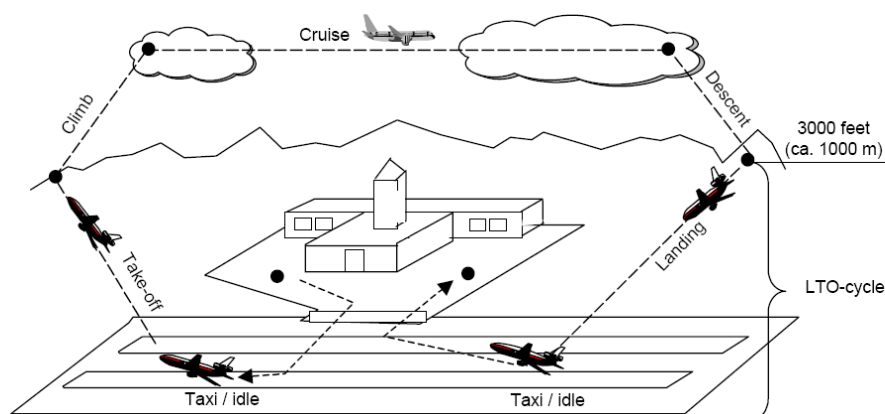 Cruise
Climb
Descent
3000 feet
(ca. 1000 m)
Take-off
Landing
LTO-cycle
Taxi / idle
Taxi / idle